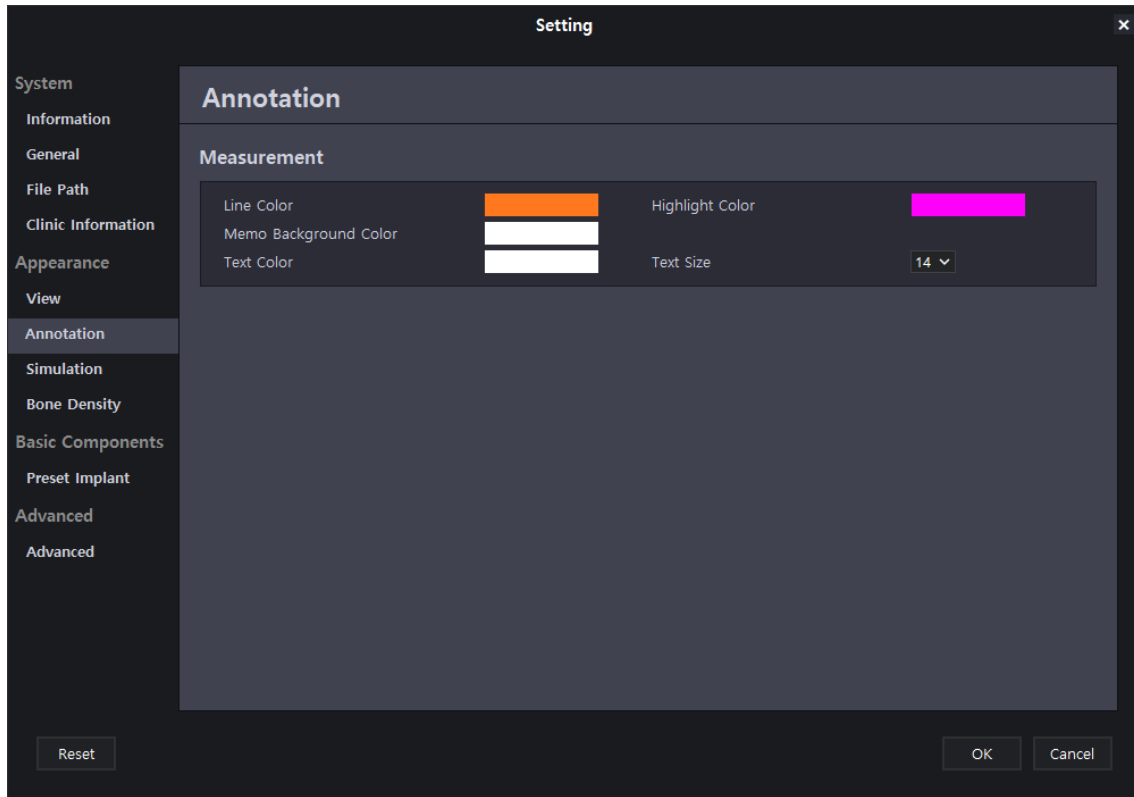 Setting
System
Information
General
File Path
Clinic Information
Appearance
View
Annotation
Simulation
Bone Density
Basic Components
Preset Implant
Advanced
Advanced
Annotation
Measurement
Line Color
Highlight Color
Memo Background Color
Text Color
Text Size
14
Reset
OK
Cancel